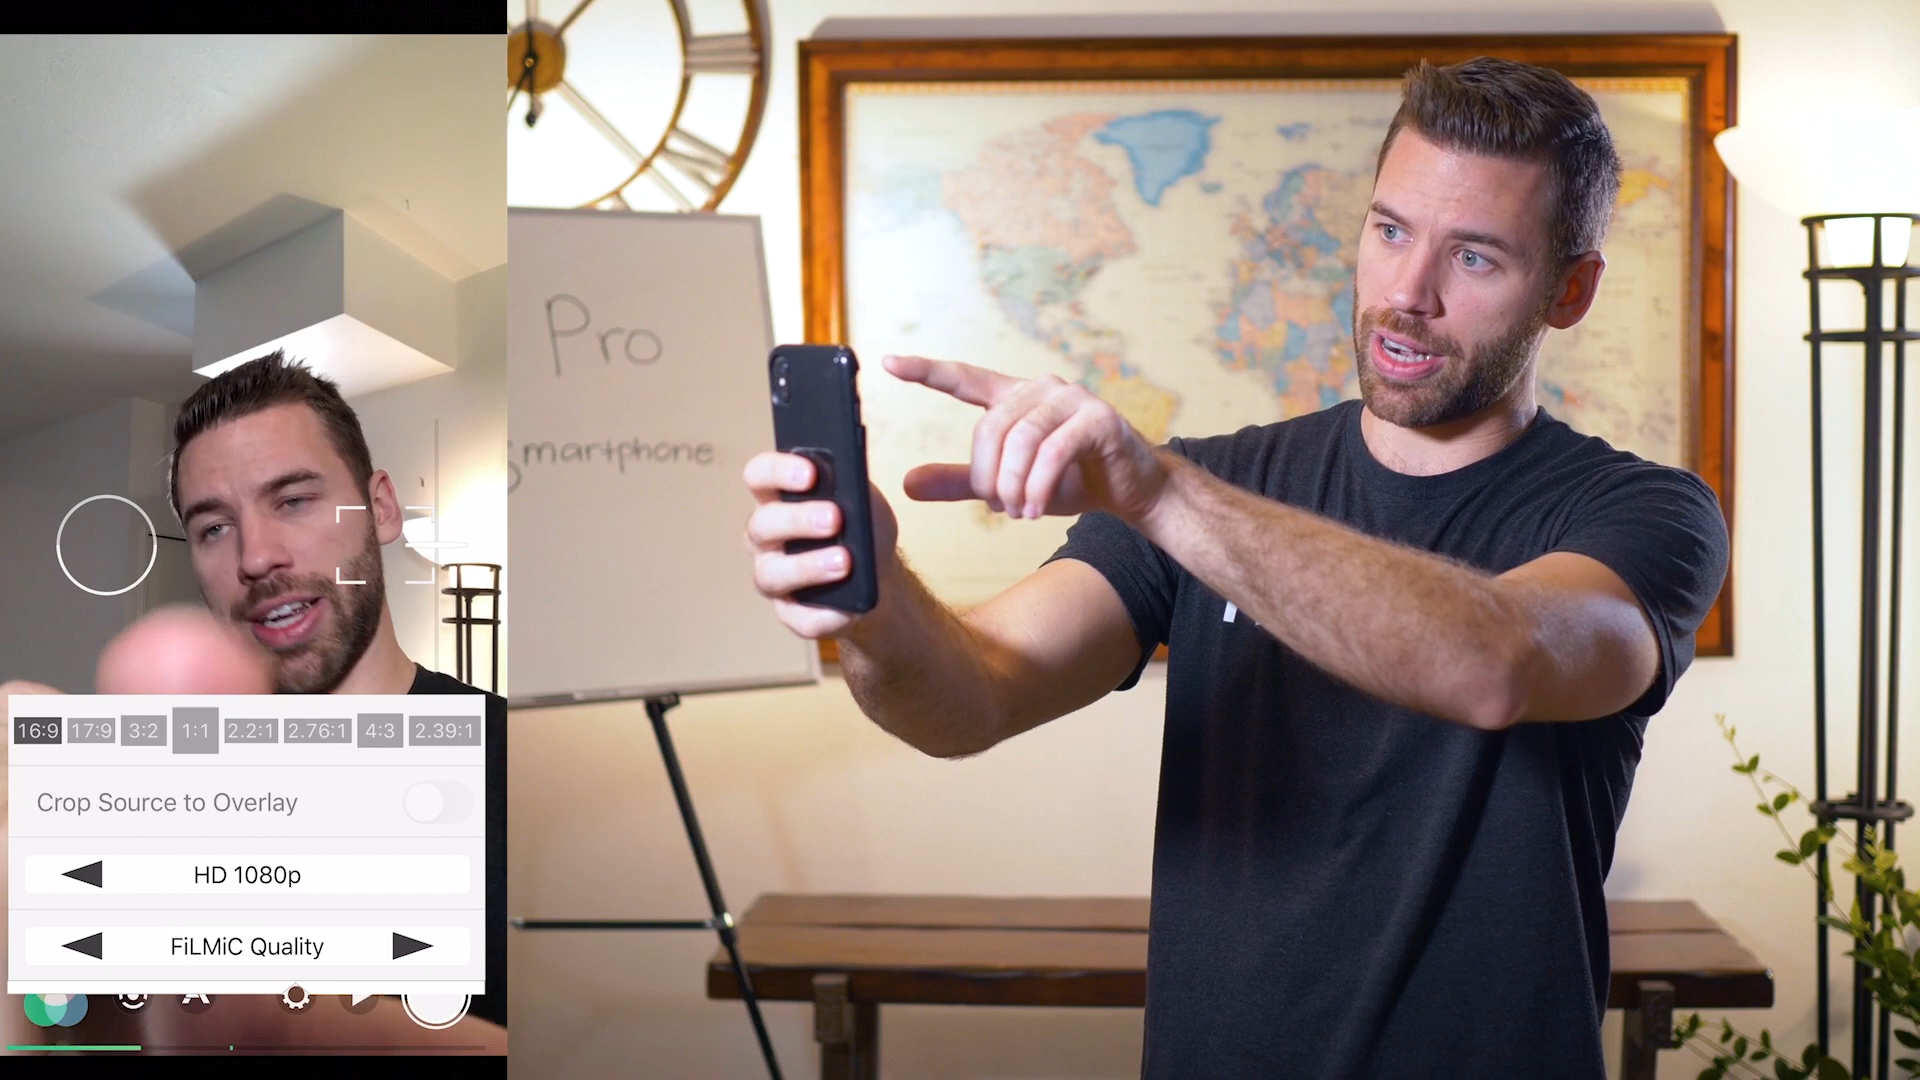 16:9 17:9 3:2 1:1 2.2:1 2.76:1 4:3 2.39:1
Crop Source to Overlay
HD 1080p
FiLMiC Quality
Pro
Smartphone